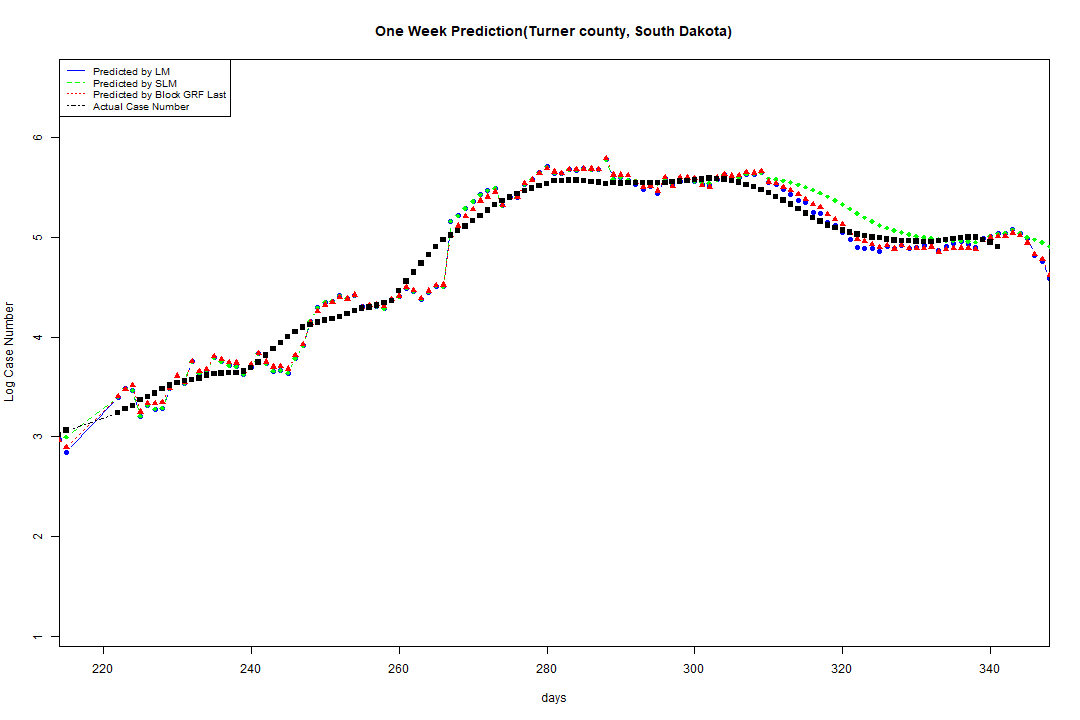 One Week Prediction(Turner county, South Dakota)
Predicted by LM
Predicted by SLM
Predicted by Block GRF Last
Actual Case Number
6
5
4
3
2
1
Log Case Number
220 240 260 280 300 320 340
days